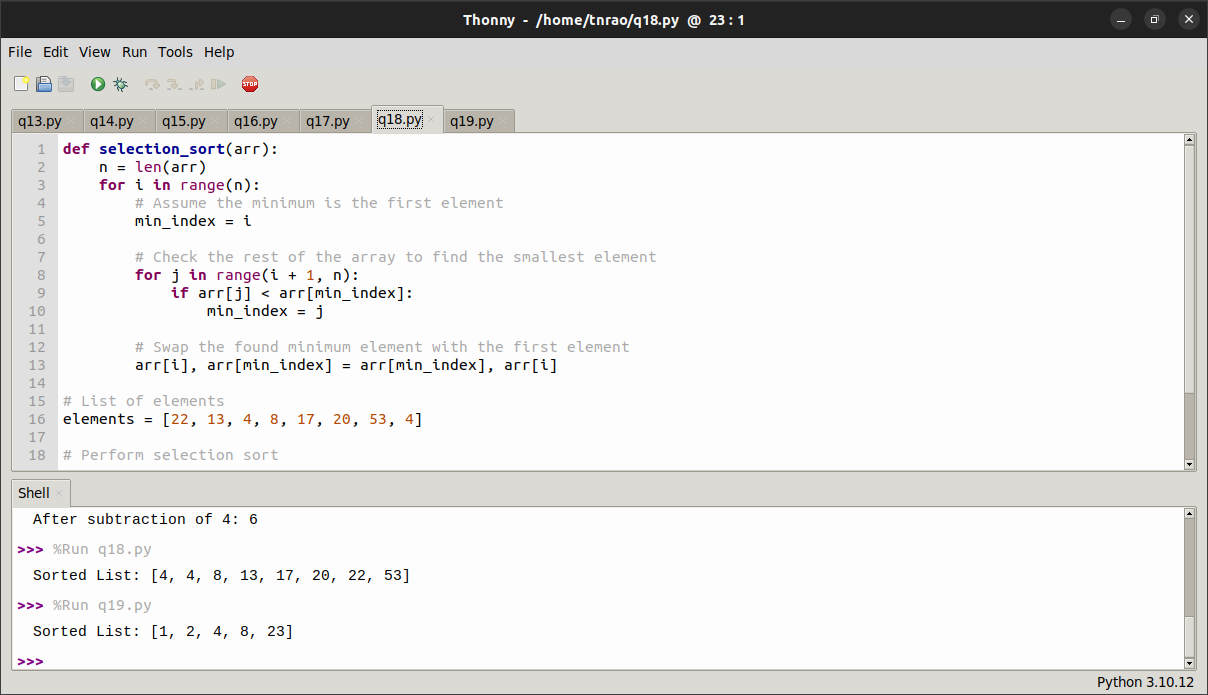 Thonny - /home/tnrao/q18.py @ 23 : 1
File Edit View Run Tools Help
STOP
q13.py q14.py q15.py q16.py q17.py q18.py q19.py
1 def selection_sort(arr):
2     n = len(arr)
3     for i in range(n):
4         # Assume the minimum is the first element
5         min_index = i
6
7         # Check the rest of the array to find the smallest element
8         for j in range(i + 1, n):
9             if arr[j] < arr[min_index]:
10                 min_index = j
11
12         # Swap the found minimum element with the first element
13         arr[i], arr[min_index] = arr[min_index], arr[i]
14
15 # List of elements
16 elements = [22, 13, 4, 8, 17, 20, 53, 4]
17
18 # Perform selection sort
Shell
After subtraction of 4: 6
>>> %Run q18.py
Sorted List: [4, 4, 8, 13, 17, 20, 22, 53]
>>> %Run q19.py
Sorted List: [1, 2, 4, 8, 23]
>>>
Python 3.10.12